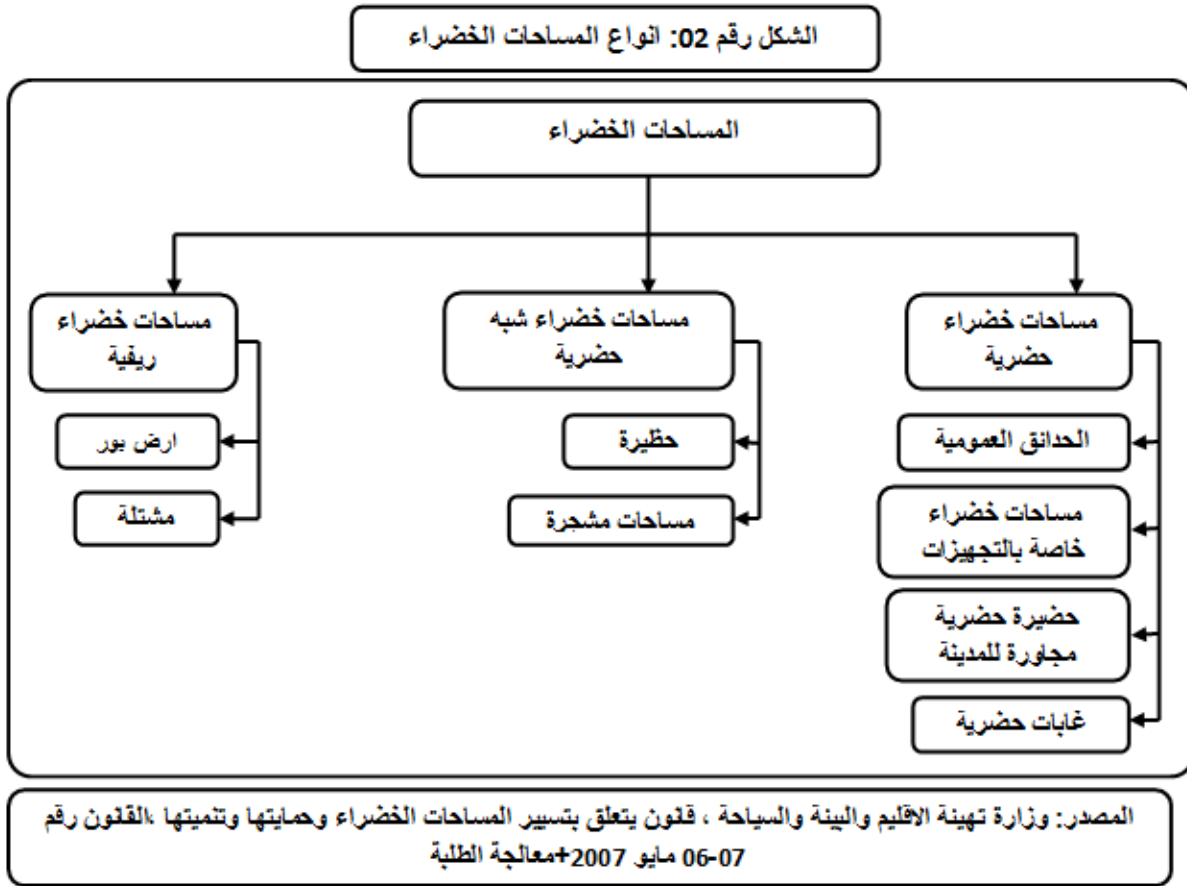 الشكل رقم 02: انواع المساحات الخضراء
المساحات الخضراء
مساحات خضراء
حضرية
الحدائق العمومية
مساحات خضراء
خاصة بالتجهيزات
حضيرة حضرية
مجاورة للمدينة
غابات حضرية
مساحات خضراء شبه
حضرية
حظيرة
مساحات مشجرة
مساحات خضراء
ريفية
ارض بور
مشتلة
المصدر: وزارة تهيئة الاقليم والبيئة والسياحة ، قانون يتعلق بتسيير المساحات الخضراء وحمايتها وتنميتها ،القانون رقم
06-07 مايو 2007+معالجة الطلبة